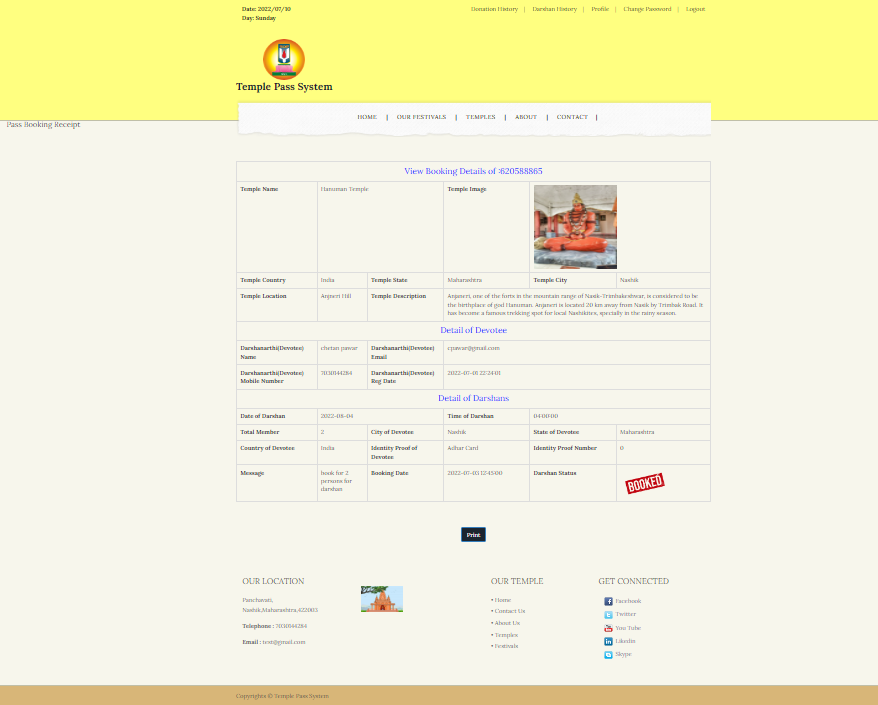 Date: 2022/07/10
Day: Sunday
Donation History | Darshan History | Profile | Change Password | Logout
Temple Pass System
HOME | OUR FESTIVALS | TEMPLES | ABOUT | CONTACT |
Pass Booking Receipt
View Booking Details of :620588865
Temple Name Hanuman Temple Temple Image
Temple Country India Temple State Maharashtra Temple City Nashik
Temple Location Anjneri Hill Temple Description Anjaneri, one of the forts in the mountain range of Nasik-Trimbakeshwar, is considered to be
the birthplace of god Hanuman. Anjaneri is located 20 km away from Nasik by Trimbak Road. It
has become a famous trekking spot for local Nashikites, specially in the rainy season.
Detail of Devotee
Darshanarthi(Devotee) chetan pawar Darshanarthi(Devotee) cpawar@gmail.com
Name Email
Darshanarthi(Devotee) 7030144284 Darshanarthi(Devotee) 2022-07-01 22:24:01
Mobile Number Reg Date
Detail of Darshans
Date of Darshan 2022-08-04 Time of Darshan 04:00:00
Total Member 2 City of Devotee Nashik State of Devotee Maharashtra
Country of Devotee India Identity Proof of Adhar Card Identity Proof Number 0
Devotee
Message book for 2 Booking Date 2022-07-03 12:45:00 Darshan Status
persons for
darshan
BOOKED
Print
OUR LOCATION
Panchavati,
Nashik,Maharashtra,422003
Telephone : 7030144284
Email : test@gmail.com
OUR TEMPLE
• Home
• Contact Us
• About Us
• Temples
• Festivals
GET CONNECTED
Facebook
Twitter
You Tube
Linkedin
Skype
Copyrights © Temple Pass System